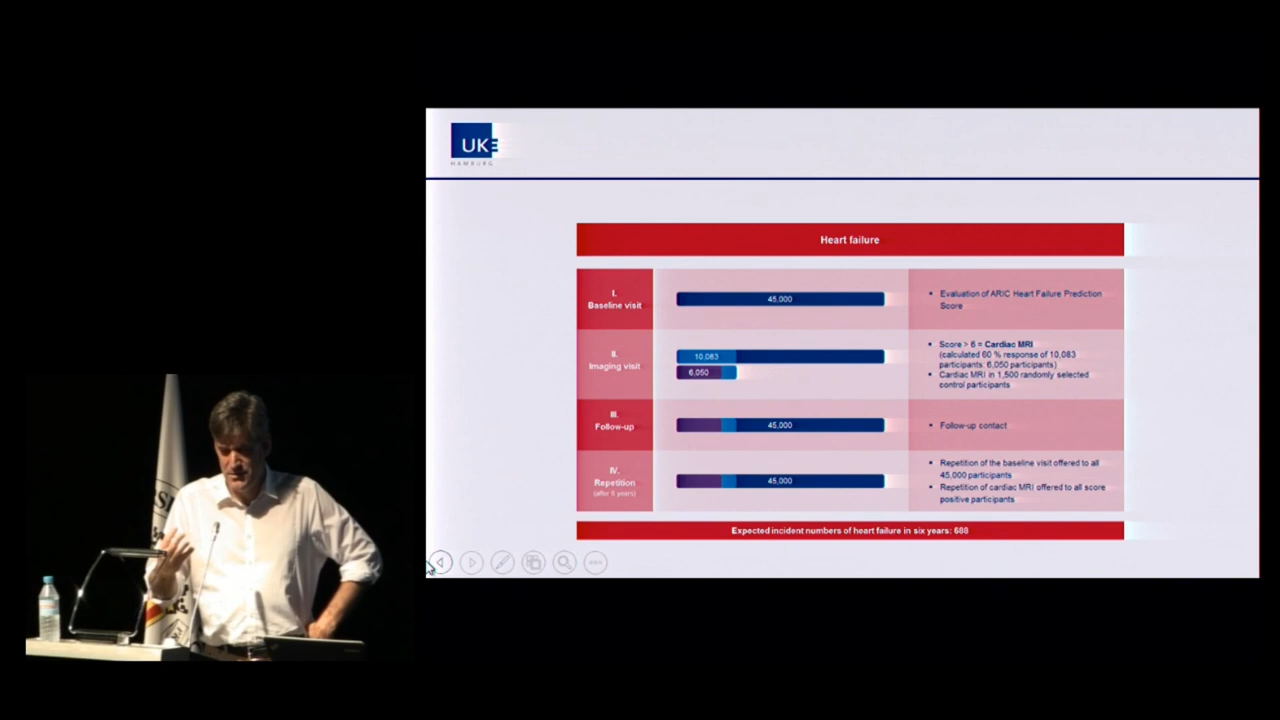 UKE
HAMBURG
Heart failure
I.
Baseline visit
45,000
▪ Evaluation of ARIC Heart Failure Prediction
Score
II.
Imaging visit
10,083
6,050
▪ Score > 6 = Cardiac MRI
(calculated 60 % response of 10,083
participants: 6,050 participants)
▪ Cardiac MRI in 1,500 randomly selected
control participants
III.
Follow-up
45,000
▪ Follow-up contact
IV.
Repetition
(after 6 years)
45,000
▪ Repetition of the baseline visit offered to all
45,000 participants
▪ Repetition of cardiac MRI offered to all score
positive participants
Expected incident numbers of heart failure in six years: 688